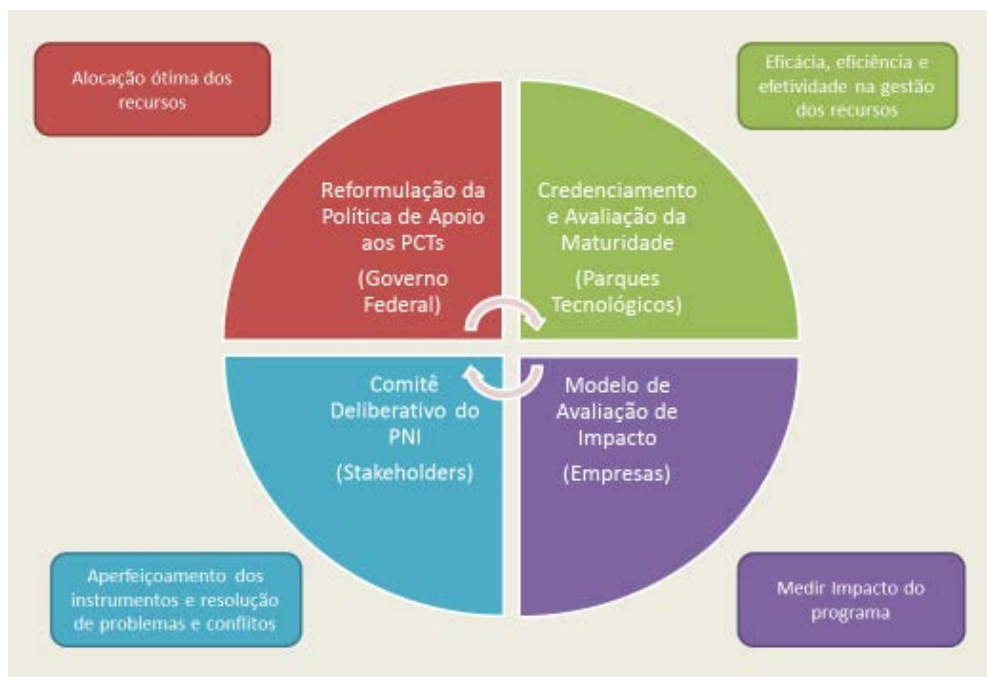 Alocação ótima dos
recursos
Eficácia, eficiência e
efetividade na gestão
dos recursos
Reformulação da
Política de Apoio
aos PCTs
(Governo
Federal)
Credenciamento
e Avaliação da
Maturidade
(Parques
Tecnológicos)
Comitê
Deliberativo do
PNI
(Stakeholders)
Modelo de
Avaliação de
Impacto
(Empresas)
Aperfeiçoamento dos
instrumentos e resolução
de problemas e conflitos
Medir Impacto do
programa